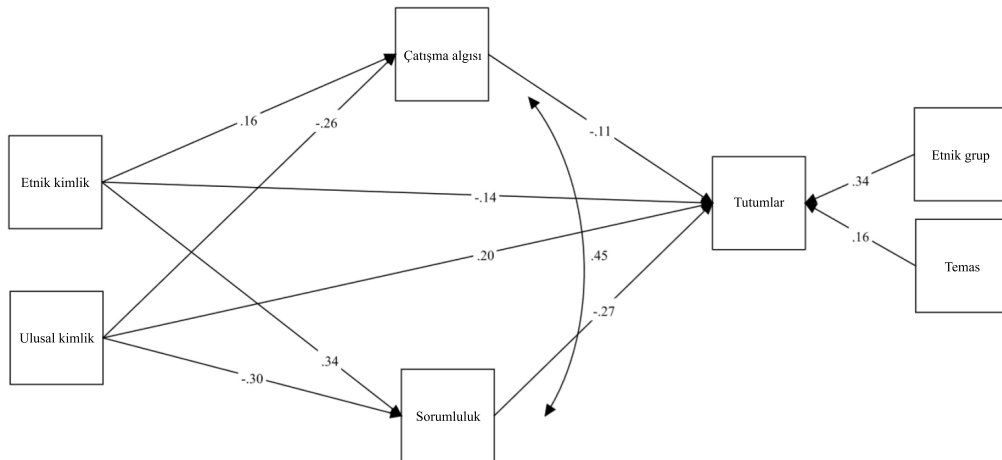 Çatışma algısı
.16
-.26
-.11
Etnik kimlik
Etnik grup
.34
-.14
Tutumlar
.16
.20
.45
Temas
-.27
Ulusal kimlik
.34
-.30
Sorumluluk